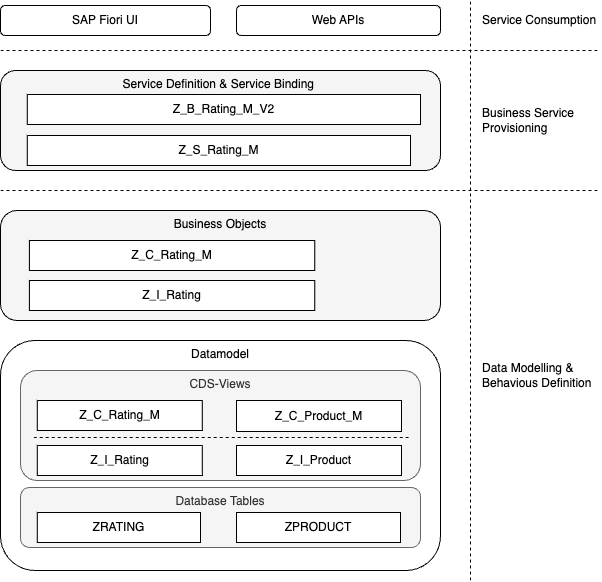 SAP Fiori UI
Web APIs
Service Consumption
Service Definition & Service Binding
Z_B_Rating_M_V2
Z_S_Rating_M
Business Service
Provisioning
Business Objects
Z_C_Rating_M
Z_I_Rating
Datamodel
CDS-Views
Z_C_Rating_M
Z_C_Product_M
Z_I_Rating
Z_I_Product
Database Tables
ZRATING
ZPRODUCT
Data Modelling &
Behavious Definition